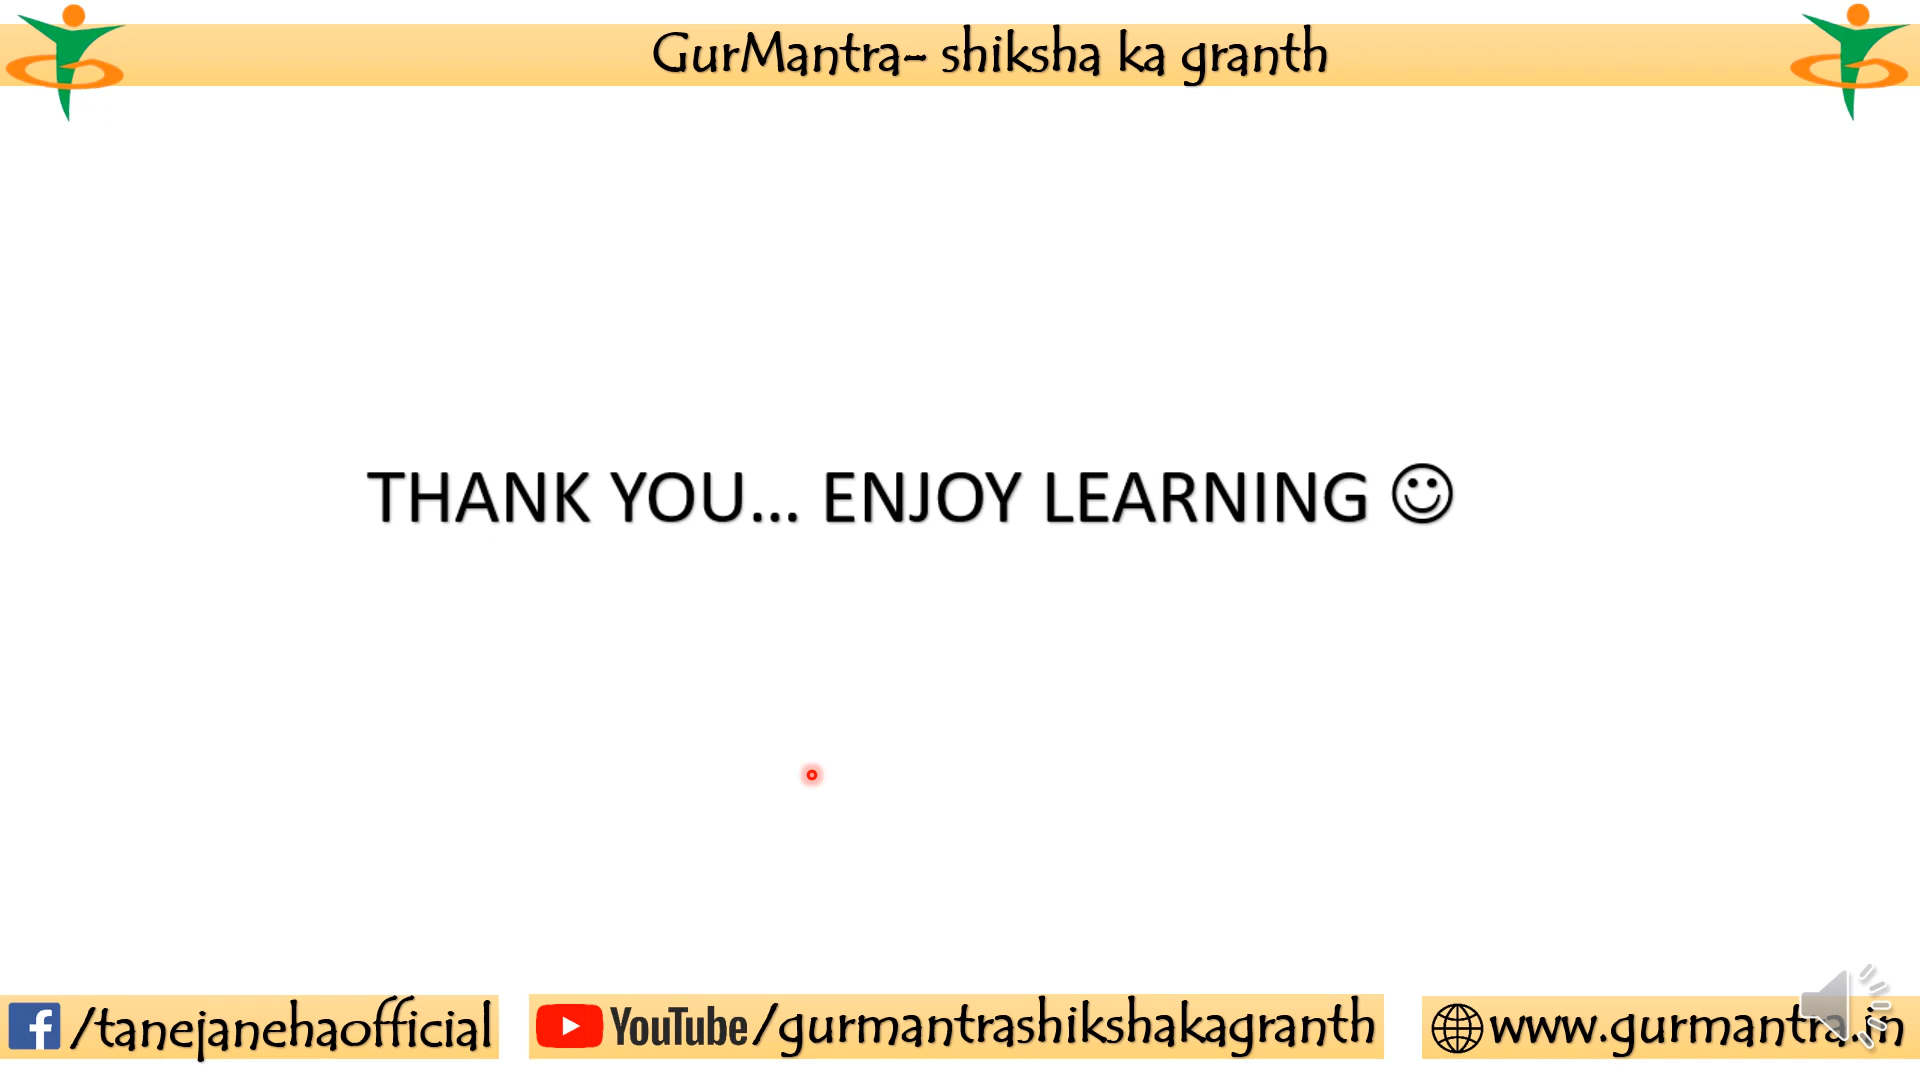 GurMantra- shiksha ka granth
THANK YOU... ENJOY LEARNING ☺
/tanejanehaofficial
YouTube/gurmantrashikshakagranth
www.gurmantra.in